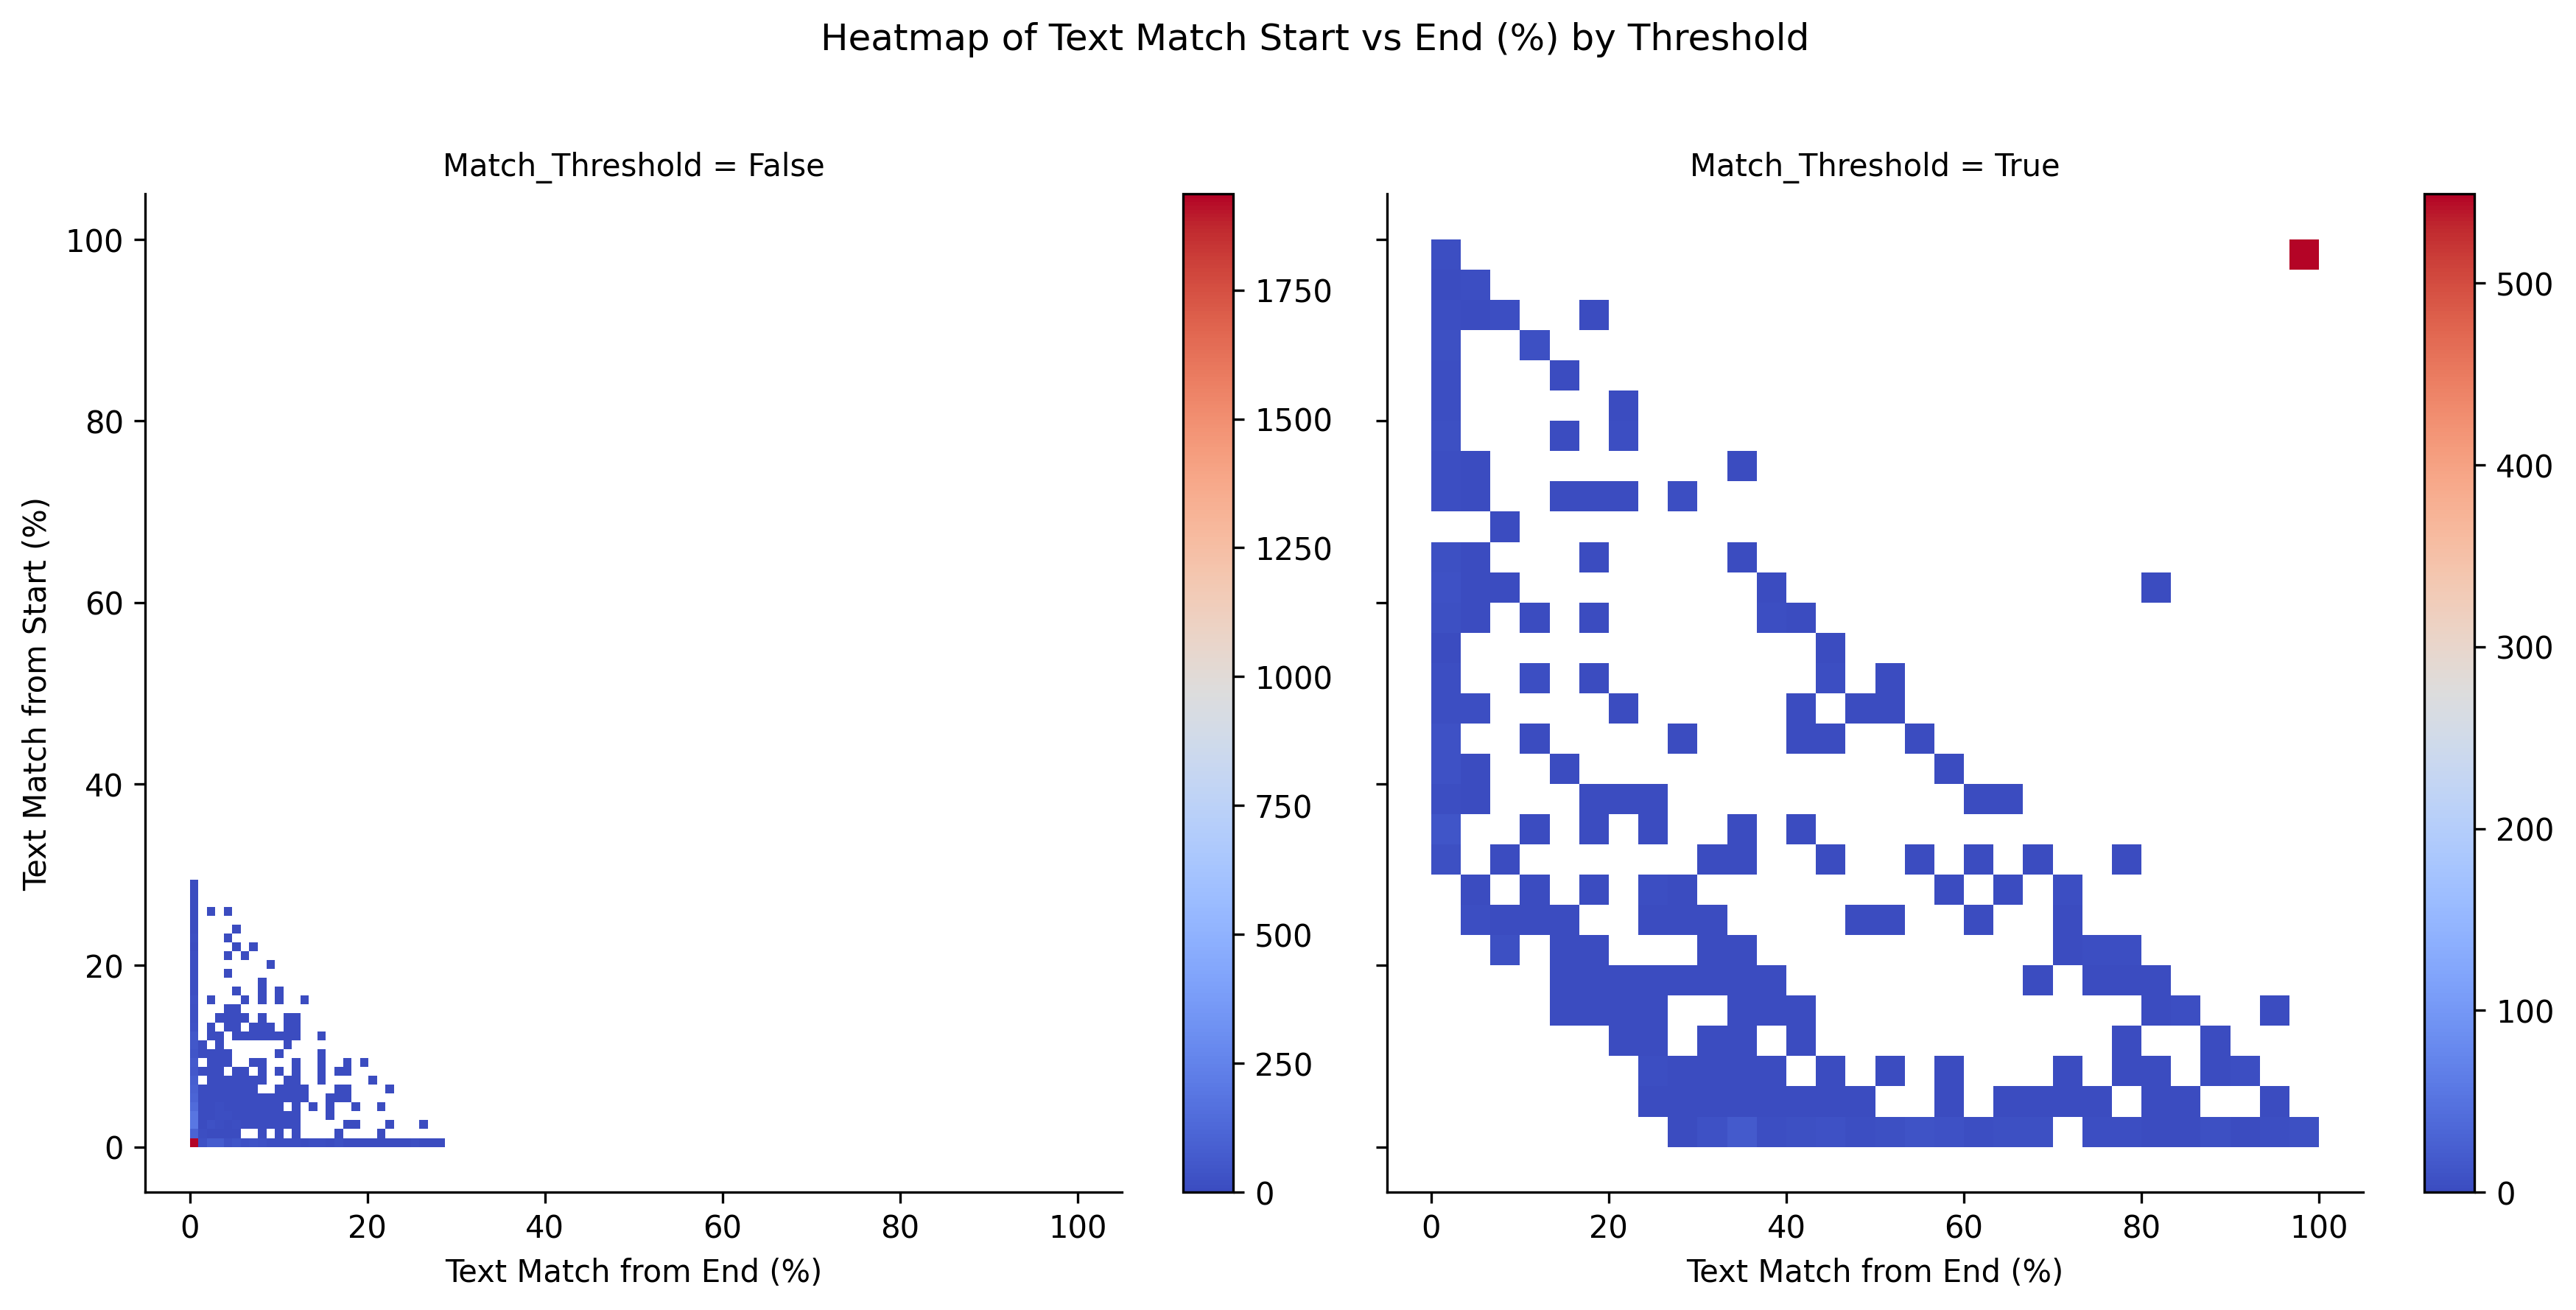 Heatmap of Text Match Start vs End (%) by Threshold
Match_Threshold = False
Match_Threshold = True
Text Match from Start (%)
100
80
60
40
20
0
0 20 40 60 80 100
Text Match from End (%)
1750
1500
1250
1000
750
500
250
0
0 20 40 60 80 100
Text Match from End (%)
500
400
300
200
100
0